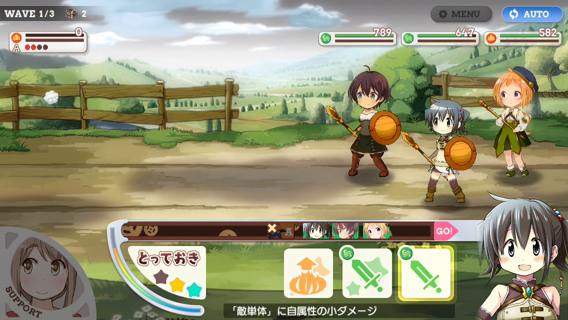 WAVE 1/3 2
MENU
AUTO
0
A
789
647
582
GO!
とっておき
SUPPORT
「敵単体」に自属性の小ダメージ